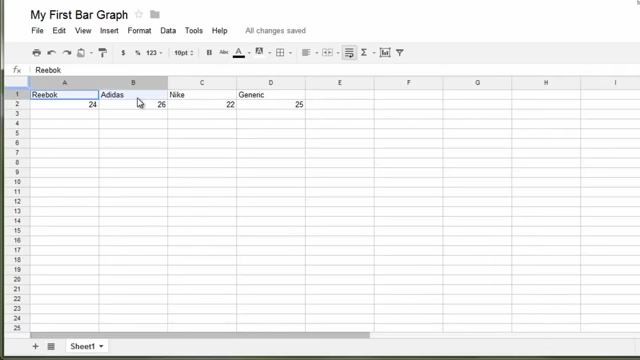 My First Bar Graph
File Edit View Insert Format Data Tools Help All changes saved
$ % 123 10pt B Abc A A Σ
fx Reebok
A B C D E F G H I
1 Reebok Adidas Nike Generic
2 24 26 22 25
3
4
5
6
7
8
9
10
11
12
13
14
15
16
17
18
19
20
21
22
23
24
25
+ Sheet1